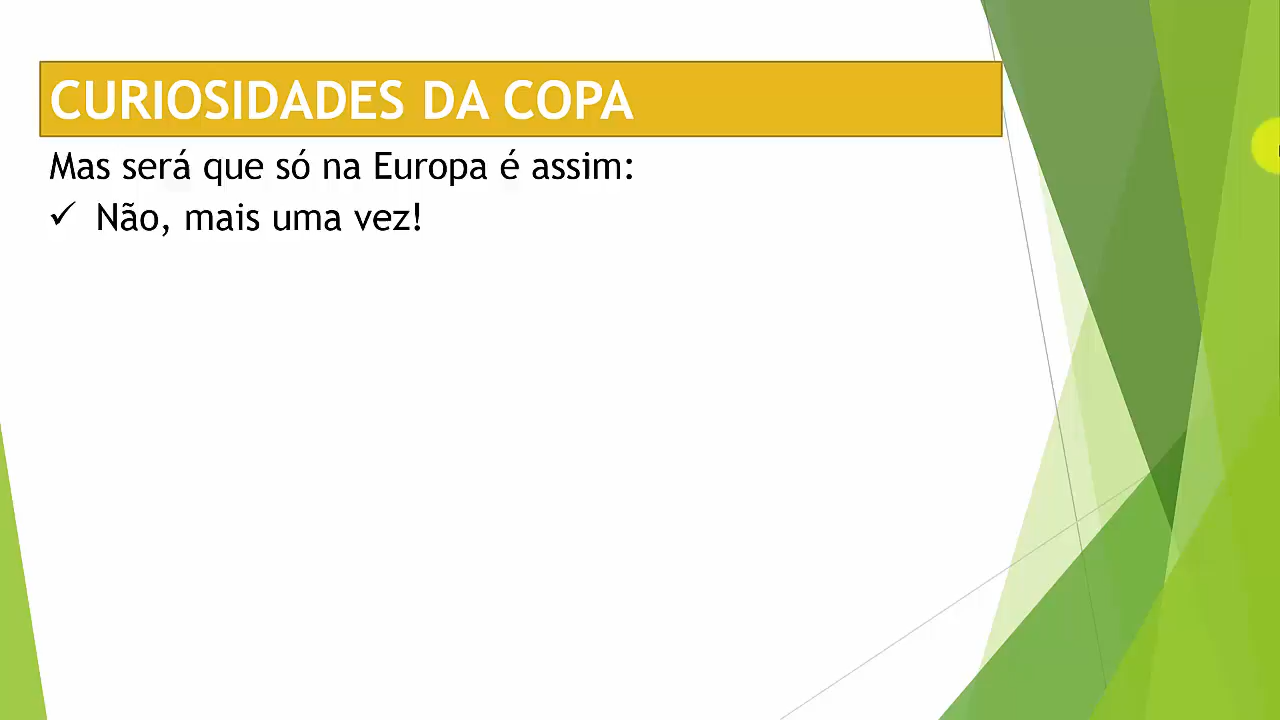 CURIOSIDADES DA COPA
Mas será que só na Europa é assim:
✓ Não, mais uma vez!